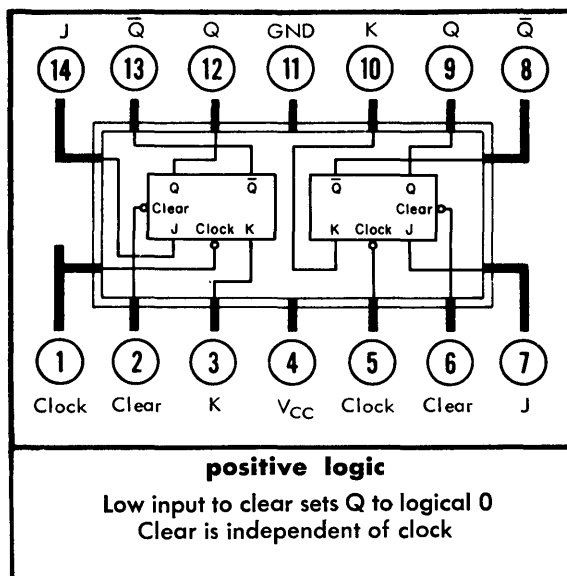 J Q̅ Q GND K Q Q̅
14 13 12 11 10 9 8
Q Q̅ Q̅ Q
Clear Clear
J Clock K K Clock J
1 2 3 4 5 6 7
Clock Clear K VCC Clock Clear J
positive logic
Low input to clear sets Q to logical 0
Clear is independent of clock